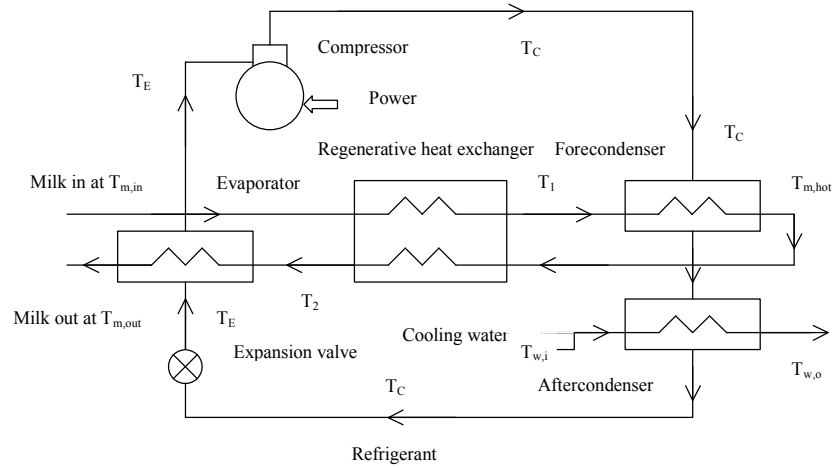 Compressor
T_C
T_E
Power
T_C
Regenerative heat exchanger
Forecondenser
Milk in at T_m,in
Evaporator
T_1
T_m,hot
T_2
Milk out at T_m,out
T_E
Cooling water
T_w,i
T_w,o
Expansion valve
T_C
Aftercondenser
Refrigerant